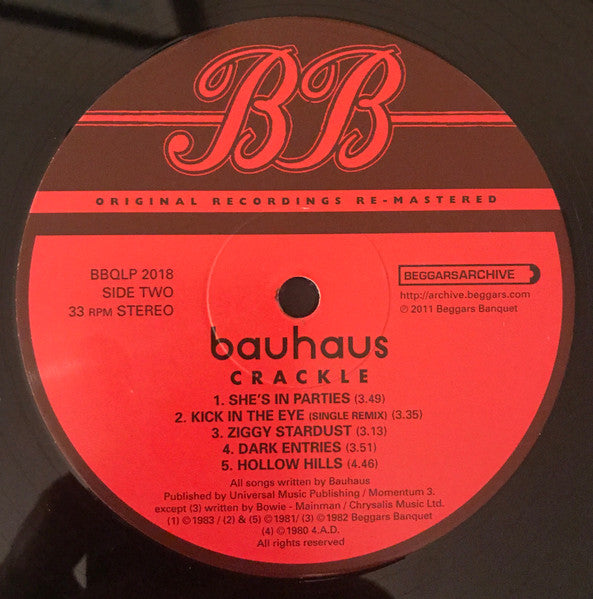 BB
ORIGINAL RECORDINGS RE-MASTERED
BBQLP 2018
SIDE TWO
33 RPM STEREO
BEGGARSARCHIVE
http://archive.beggars.com
℗ 2011 Beggars Banquet
bauhaus
CRACKLE
1. SHE'S IN PARTIES (3.49)
2. KICK IN THE EYE (SINGLE REMIX) (3.35)
3. ZIGGY STARDUST (3.13)
4. DARK ENTRIES (3.51)
5. HOLLOW HILLS (4.46)
All songs written by Bauhaus
Published by Universal Music Publishing / Momentum 3.
except (3) written by Bowie - Mainman / Chrysalis Music Ltd.
(1) ©1983 / (2) & (5) ©1981/ (3) ©1982 Beggars Banquet
(4) ©1980 4.A.D.
All rights reserved